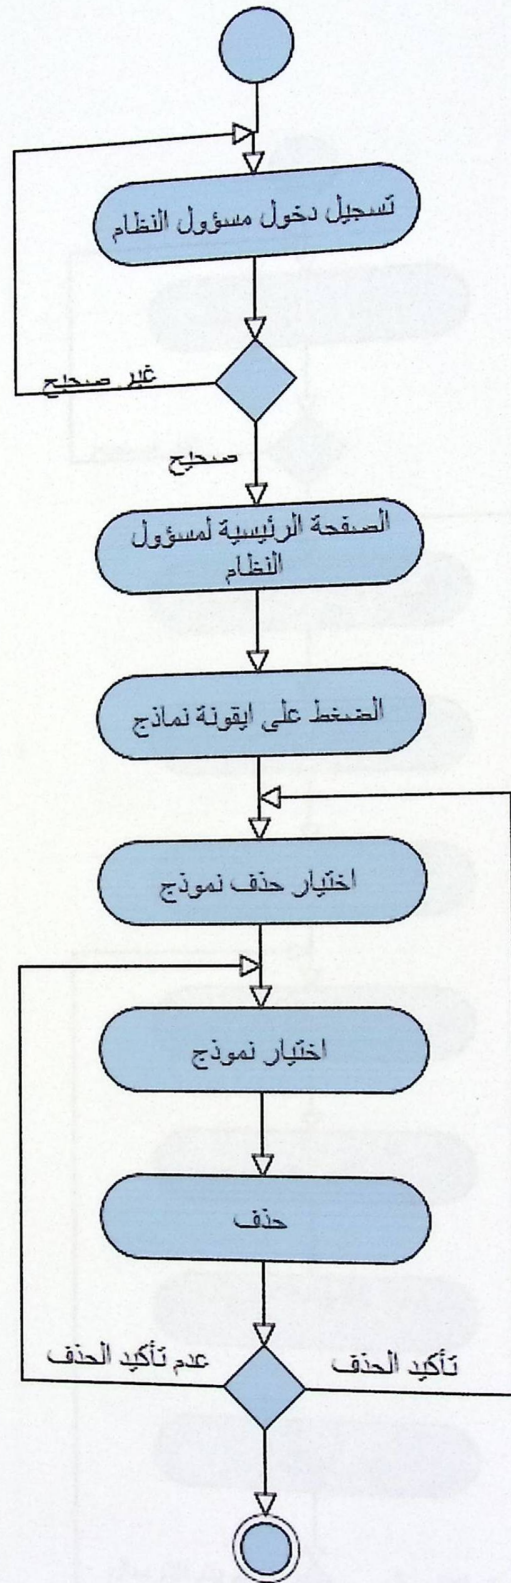 تسجيل دخول مسؤول النظام
غير صحيح
صحيح
الصفحة الرئيسية لمسؤول
النظام
الضغط على ايقونة نماذج
اختيار حذف نموذج
اختيار نموذج
حذف
تأكيد الحذف
عدم تأكيد الحذف